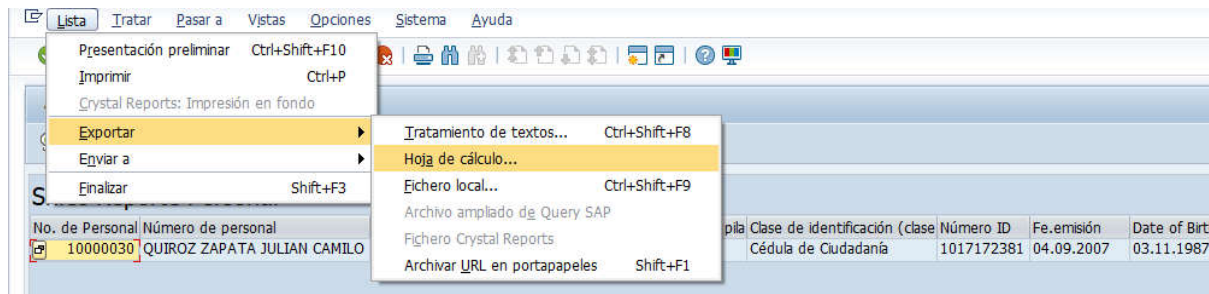 Lista Tratar Pasar a Vistas Opciones Sistema Ayuda
Presentación preliminar Ctrl+Shift+F10
Imprimir Ctrl+P
Crystal Reports: Impresión en fondo
Exportar
Enviar a
Finalizar Shift+F3
Tratamiento de textos... Ctrl+Shift+F8
Hoja de cálculo...
Fichero local... Ctrl+Shift+F9
Archivo ampliado de Query SAP
Fichero Crystal Reports
Archivar URL en portapapeles Shift+F1
No. de Personal Número de personal pila Clase de identificación (clase Número ID Fe.emisión Date of Birt
10000030 QUIROZ ZAPATA JULIAN CAMILO Cédula de Ciudadanía 1017172381 04.09.2007 03.11.1987